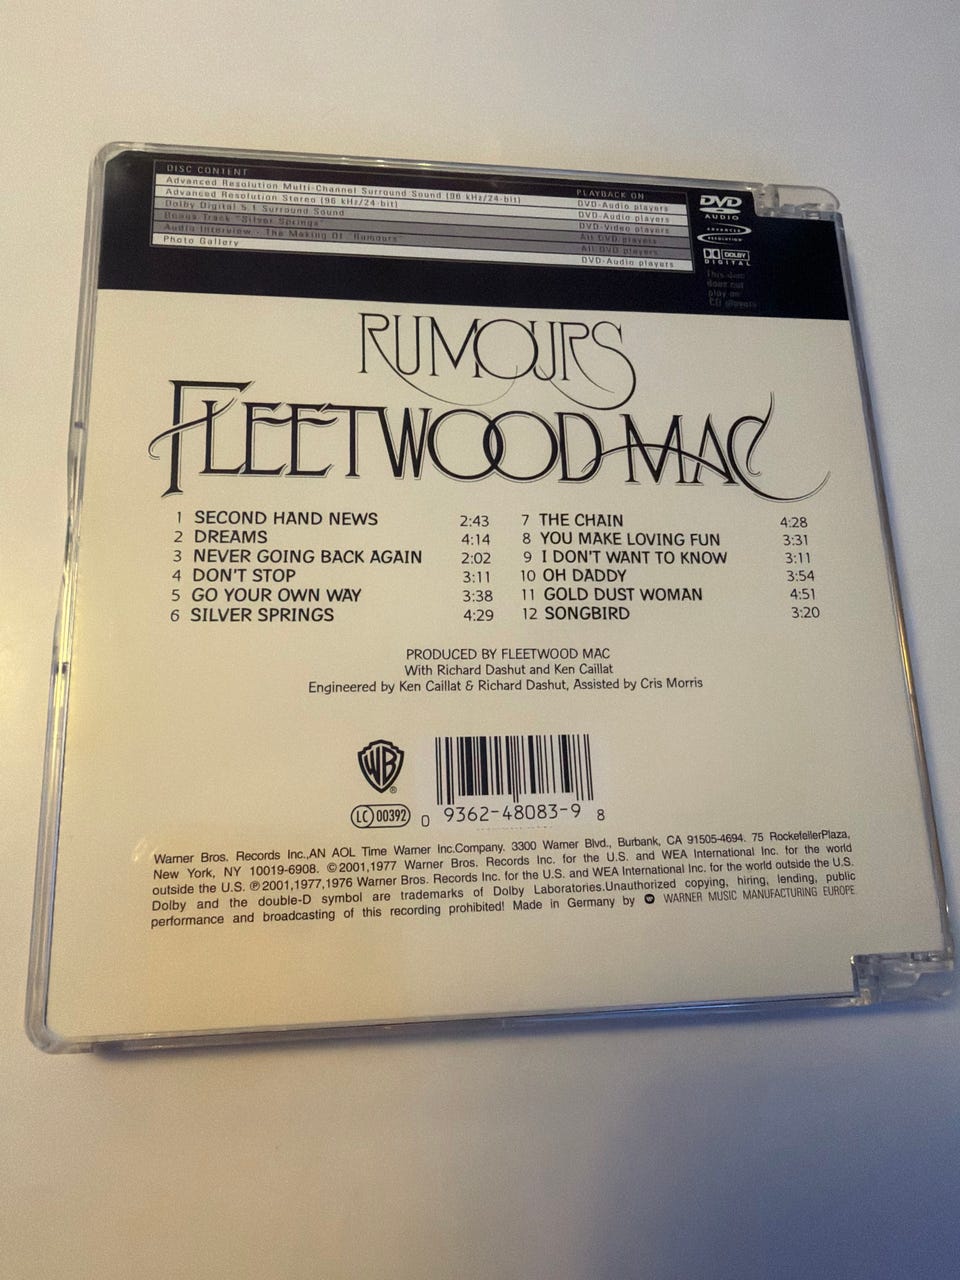 DISC CONTENT PLAYBACK ON
Advanced Resolution Multi-Channel Surround Sound (96 kHz/24-bit) DVD-Audio players
Advanced Resolution Stereo (96 kHz/24-bit) DVD-Audio players
Dolby Digital 5.1 Surround Sound DVD-Video players
Bonus Track "Silver Springs" All DVD players
Audio Interview - The Making Of "Rumours" All DVD players
Photo Gallery DVD-Audio players
DVD
AUDIO
ADVANCED
RESOLUTION
DOLBY
DIGITAL
This disc
does not
play on
CD players
RUMOURS
FLEETWOOD MAC
1 SECOND HAND NEWS 2:43
2 DREAMS 4:14
3 NEVER GOING BACK AGAIN 2:02
4 DON'T STOP 3:11
5 GO YOUR OWN WAY 3:38
6 SILVER SPRINGS 4:29
7 THE CHAIN 4:28
8 YOU MAKE LOVING FUN 3:31
9 I DON'T WANT TO KNOW 3:11
10 OH DADDY 3:54
11 GOLD DUST WOMAN 4:51
12 SONGBIRD 3:20
PRODUCED BY FLEETWOOD MAC
With Richard Dashut and Ken Caillat
Engineered by Ken Caillat & Richard Dashut, Assisted by Cris Morris
WB ®
LC 00392
0 9362-48083-9 8
Warner Bros. Records Inc.,AN AOL Time Warner Inc.Company. 3300 Warner Blvd., Burbank, CA 91505-4694. 75 RockefellerPlaza,
New York, NY 10019-6908. ©2001,1977 Warner Bros. Records Inc. for the U.S. and WEA International Inc. for the world
outside the U.S. ℗2001,1977,1976 Warner Bros. Records Inc. for the U.S. and WEA International Inc. for the world outside the U.S.
Dolby and the double-D symbol are trademarks of Dolby Laboratories.Unauthorized copying, hiring, lending, public
performance and broadcasting of this recording prohibited! Made in Germany by WARNER MUSIC MANUFACTURING EUROPE.